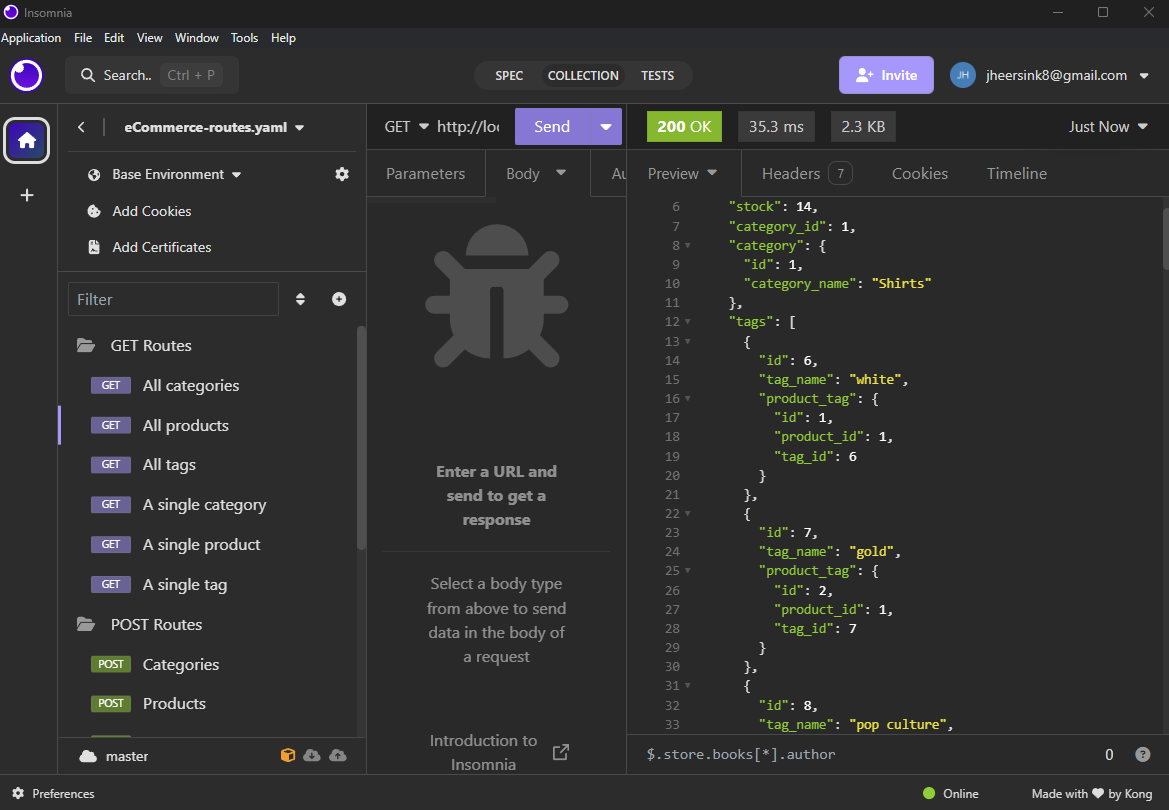 Insomnia
Application File Edit View Window Tools Help
Search.. Ctrl + P
SPEC COLLECTION TESTS
Invite
JH jheersink8@gmail.com
eCommerce-routes.yaml
Base Environment
Add Cookies
Add Certificates
Filter
GET Routes
GET All categories
GET All products
GET All tags
GET A single category
GET A single product
GET A single tag
POST Routes
POST Categories
POST Products
master
GET http://loc Send
Parameters Body Au
Enter a URL and
send to get a
response
Select a body type
from above to send
data in the body of
a request
Introduction to
Insomnia
200 OK 35.3 ms 2.3 KB Just Now
Preview Headers 7 Cookies Timeline
6 "stock": 14,
7 "category_id": 1,
8 "category": {
9 "id": 1,
10 "category_name": "Shirts"
11 },
12 "tags": [
13 {
14 "id": 6,
15 "tag_name": "white",
16 "product_tag": {
17 "id": 1,
18 "product_id": 1,
19 "tag_id": 6
20 }
21 },
22 {
23 "id": 7,
24 "tag_name": "gold",
25 "product_tag": {
26 "id": 2,
27 "product_id": 1,
28 "tag_id": 7
29 }
30 },
31 {
32 "id": 8,
33 "tag_name": "pop culture",
$.store.books[*].author 0 ?
Preferences
Online Made with ❤ by Kong